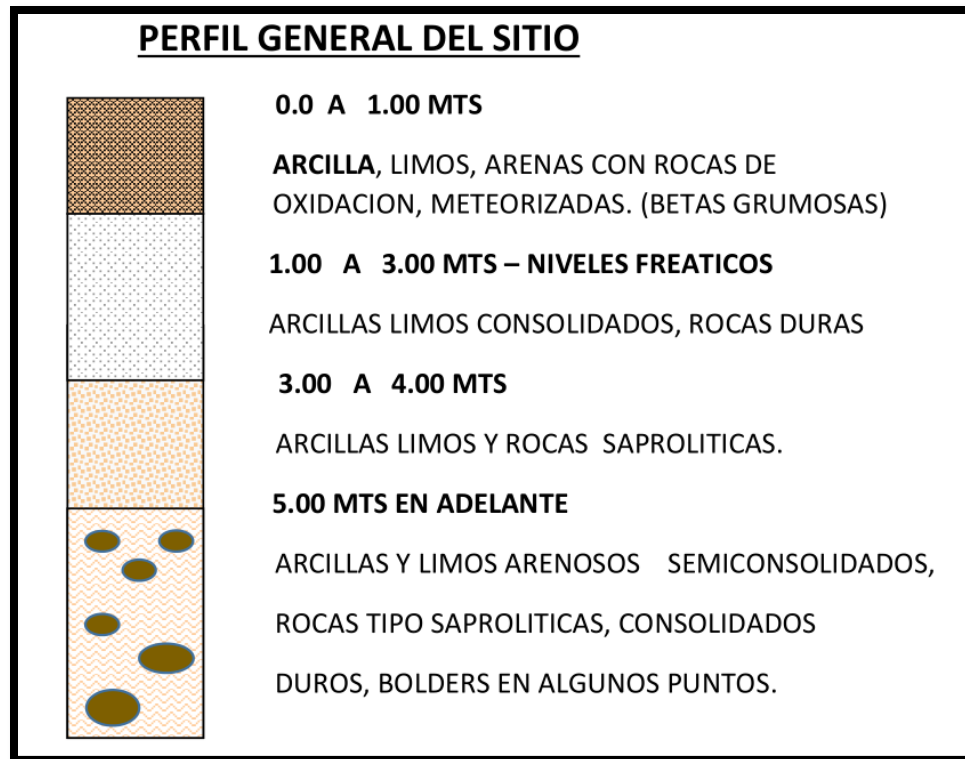 PERFIL GENERAL DEL SITIO
0.0 A 1.00 MTS
ARCILLA, LIMOS, ARENAS CON ROCAS DE
OXIDACION, METEORIZADAS. (BETAS GRUMOSAS)
1.00 A 3.00 MTS – NIVELES FREATICOS
ARCILLAS LIMOS CONSOLIDADOS, ROCAS DURAS
3.00 A 4.00 MTS
ARCILLAS LIMOS Y ROCAS SAPROLITICAS.
5.00 MTS EN ADELANTE
ARCILLAS Y LIMOS ARENOSOS SEMICONSOLIDADOS,
ROCAS TIPO SAPROLITICAS, CONSOLIDADOS
DUROS, BOLDERS EN ALGUNOS PUNTOS.